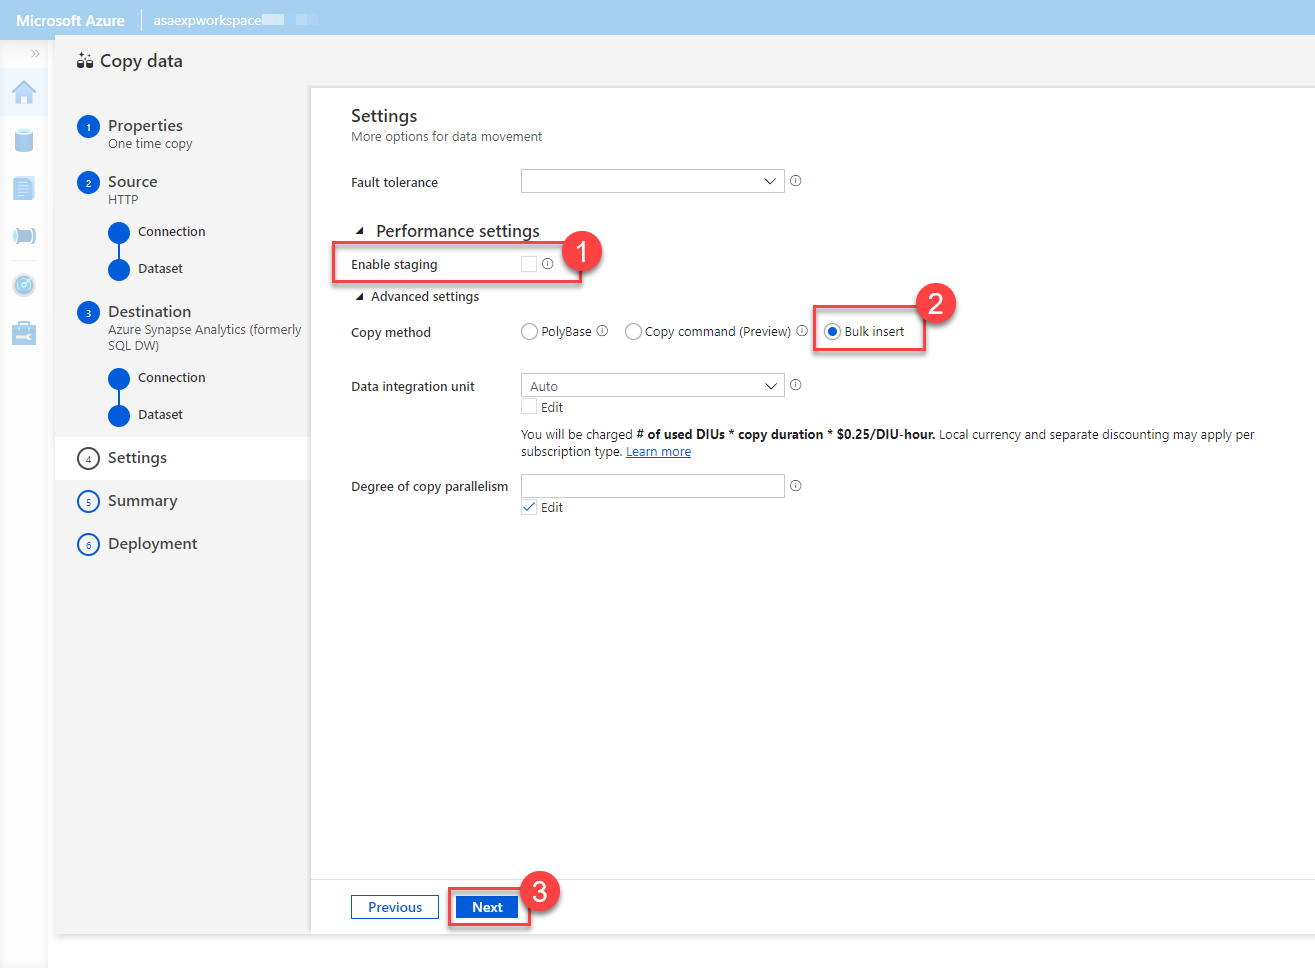 Microsoft Azure asaexpworkspace
»
Copy data
1 Properties
One time copy
2 Source
HTTP
Connection
Dataset
3 Destination
Azure Synapse Analytics (formerly
SQL DW)
Connection
Dataset
4 Settings
5 Summary
6 Deployment
Settings
More options for data movement
Fault tolerance
Performance settings
Enable staging
1
Advanced settings
Copy method PolyBase Copy command (Preview) Bulk insert
2
Data integration unit Auto
Edit
You will be charged # of used DIUs * copy duration * $0.25/DIU-hour. Local currency and separate discounting may apply per
subscription type. Learn more
Degree of copy parallelism
Edit
Previous Next
3